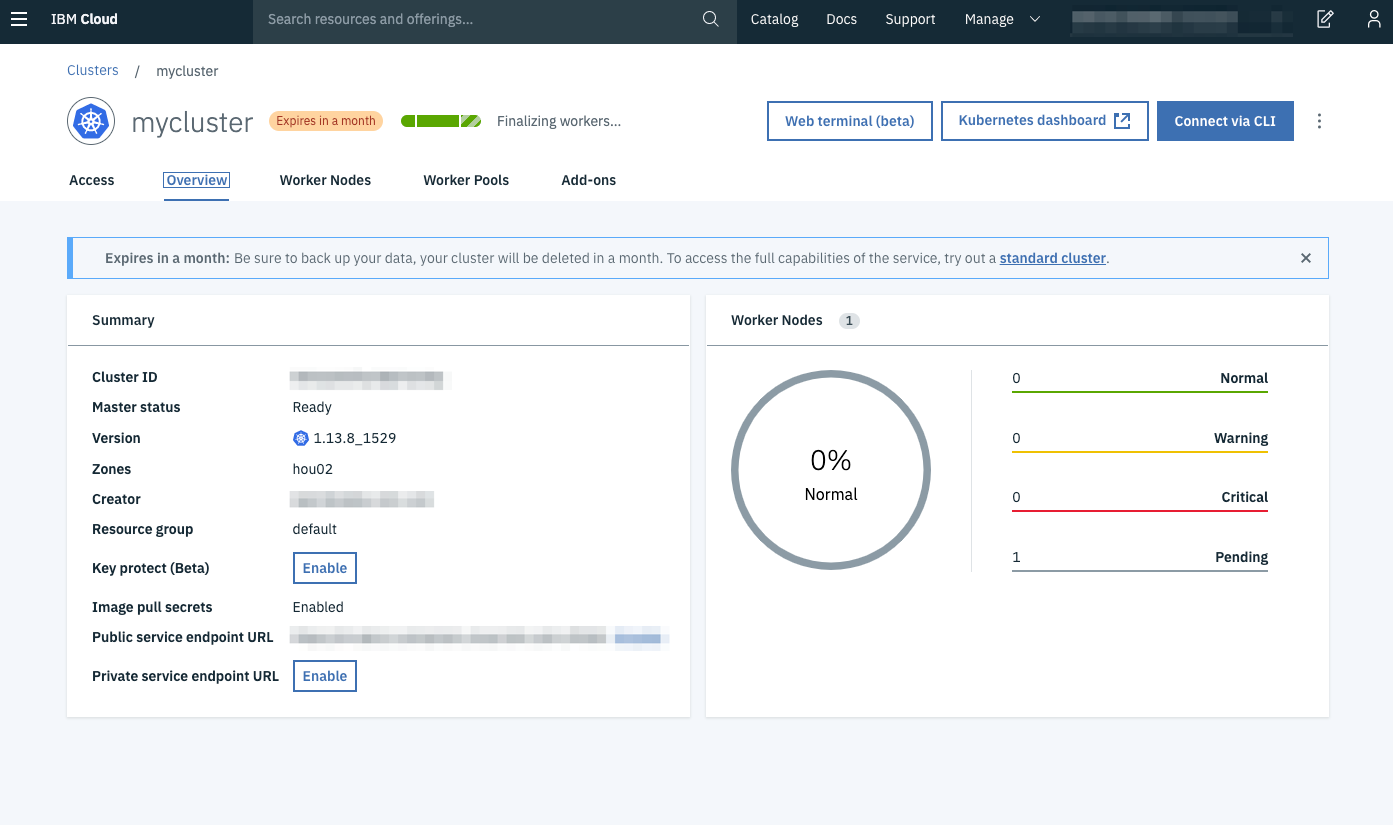 IBM Cloud Search resources and offerings... Catalog Docs Support Manage
Clusters / mycluster
mycluster Expires in a month Finalizing workers... Web terminal (beta) Kubernetes dashboard Connect via CLI
Access Overview Worker Nodes Worker Pools Add-ons
Expires in a month: Be sure to back up your data, your cluster will be deleted in a month. To access the full capabilities of the service, try out a standard cluster.
Summary
Cluster ID
Master status Ready
Version 1.13.8_1529
Zones hou02
Creator
Resource group default
Key protect (Beta) Enable
Image pull secrets Enabled
Public service endpoint URL
Private service endpoint URL Enable
Worker Nodes 1
0%
Normal
0 Normal
0 Warning
0 Critical
1 Pending